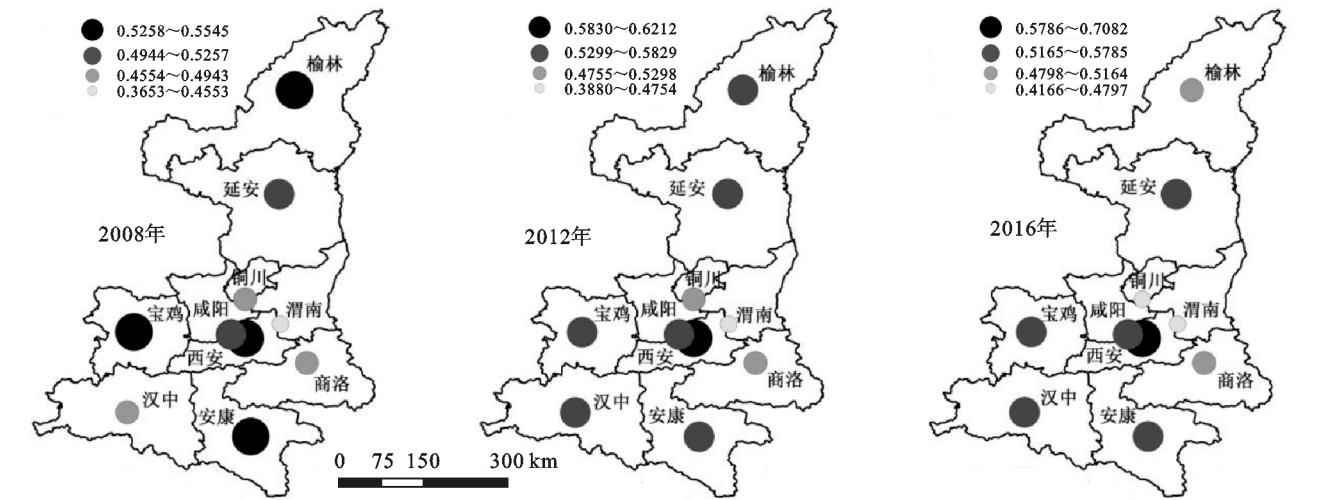 0.5258～0.5545
0.4944～0.5257
0.4554～0.4943
0.3653～0.4553
榆林
延安
2008年
铜川
宝鸡
咸阳
渭南
西安
商洛
汉中
安康
0.5830～0.6212
0.5299～0.5829
0.4755～0.5298
0.3880～0.4754
榆林
延安
2012年
铜川
宝鸡
咸阳
渭南
西安
商洛
汉中
安康
0.5786～0.7082
0.5165～0.5785
0.4798～0.5164
0.4166～0.4797
榆林
延安
2016年
铜川
宝鸡
咸阳
渭南
西安
商洛
汉中
安康
0 75 150 300 km